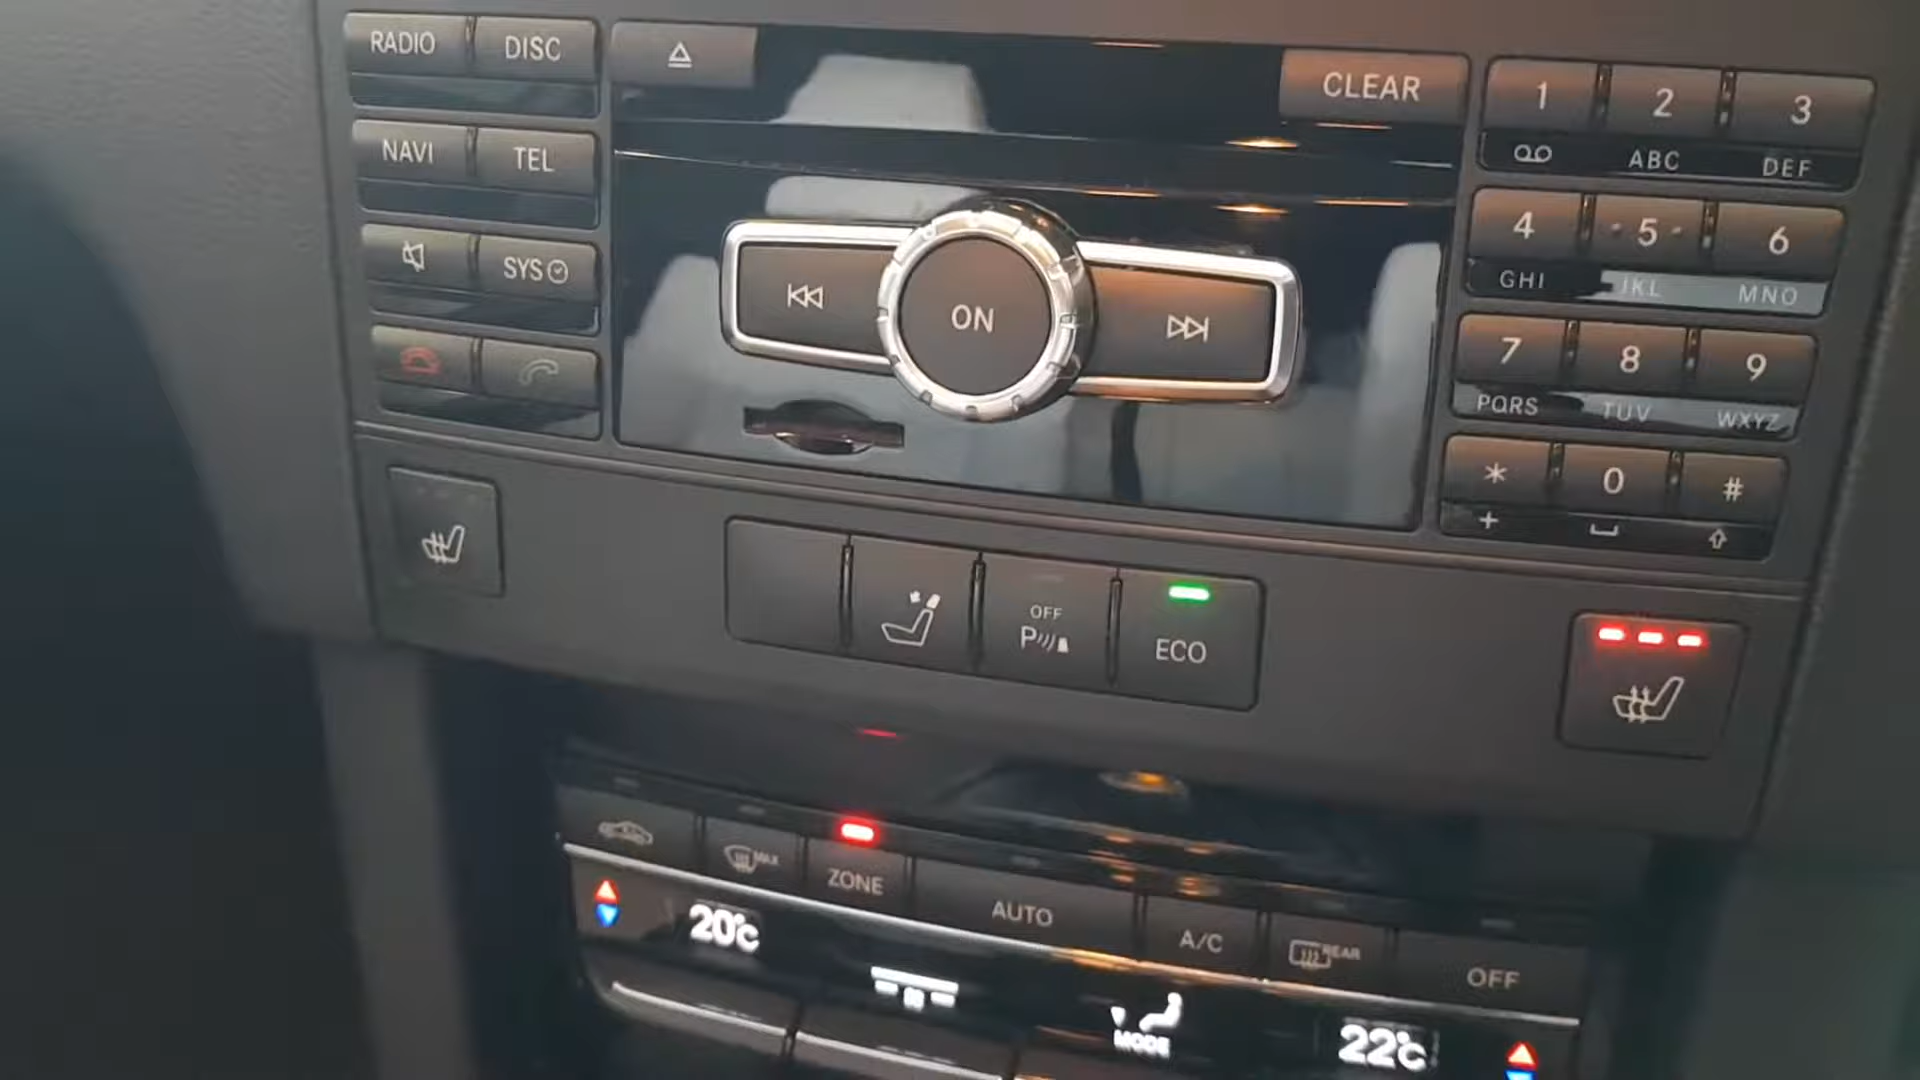 RADIO DISC
CLEAR
1 2 3
ABC DEF
NAVI TEL
4 5 6
GHI JKL MNO
SYS
ON
7 8 9
PQRS TUV WXYZ
* 0 #
+
OFF
P
ECO
MAX
ZONE
AUTO
A/C
REAR
OFF
20°C
MODE
22°C